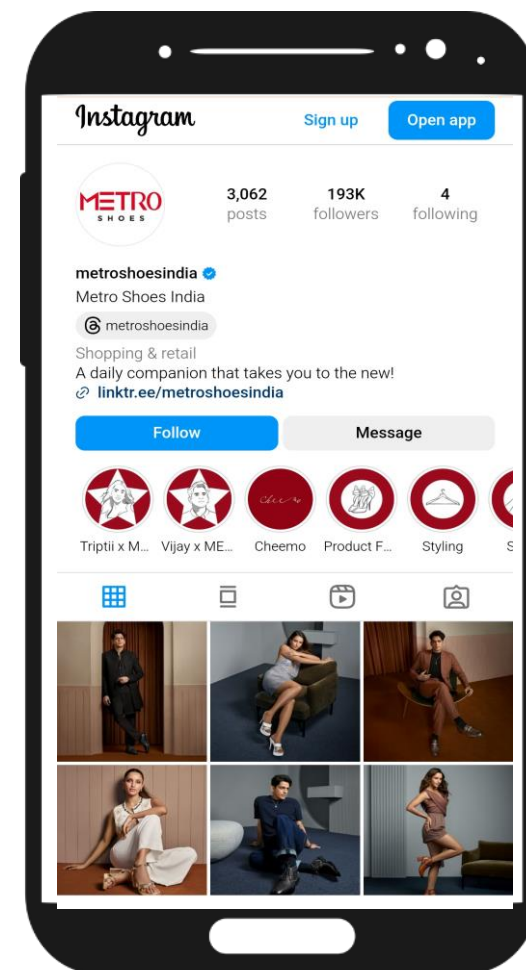 Instagram
Sign up
Open app
METRO
SHOES
3,062
posts
193K
followers
4
following
metroshoesindia
Metro Shoes India
metroshoesindia
Shopping & retail
A daily companion that takes you to the new!
linktr.ee/metroshoesindia
Follow
Message
Cheemo
Triptii x M...
Vijay x ME...
Cheemo
Product F...
Styling
S